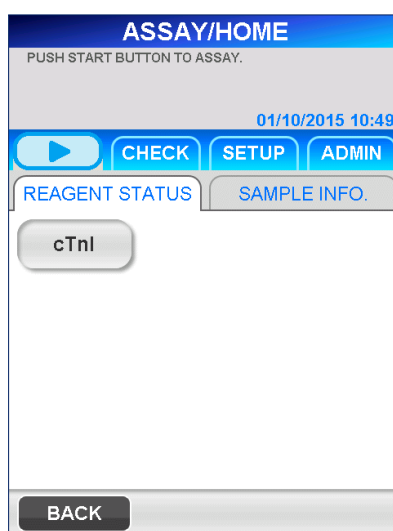 ASSAY/HOME
PUSH START BUTTON TO ASSAY.
01/10/2015 10:49
CHECK SETUP ADMIN
REAGENT STATUS SAMPLE INFO.
cTnI
BACK